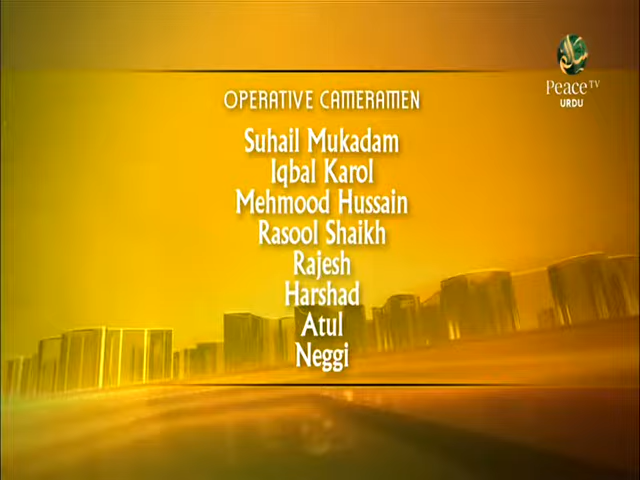 OPERATIVE CAMERAMEN
Suhail Mukadam
Iqbal Karol
Mehmood Hussain
Rasool Shaikh
Rajesh
Harshad
Atul
Neggi
Peace TV
URDU